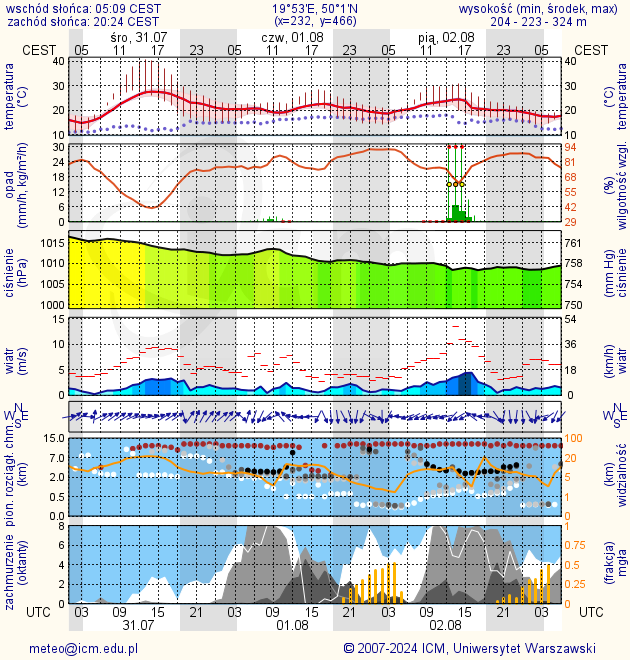 wschód słońca: 05:09 CEST 19°53'E, 50°1'N wysokość (min, środek, max)
zachód słońca: 20:24 CEST (x=232, y=466) 204 - 223 - 324 m
śro, 31.07 czw, 01.08 pią, 02.08
CEST 05 11 17 23 05 11 17 23 05 11 17 23 05 CEST
temperatura
(°C)
40
30
20
10
40
30
20
10
temperatura
(°C)
opad
(mm/h, kg/m²/h)
30
24
18
12
6
0
94
81
68
55
42
29
(%)
wilgotność wzgl.
ciśnienie
(hPa)
1015
1010
1005
1000
761
758
754
750
(mm Hg)
ciśnienie
wiatr
(m/s)
15
10
5
0
54
36
18
0
(km/h)
wiatr
N
W E
S
N
W E
S
pion. rozciągł. chm.
(km)
15.0
7.0
2.0
0.5
0.0
100
20
5
1
0
(km)
widzialność
zachmurzenie
(oktanty)
8
6
4
2
0
1
0.75
0.5
0.25
0
(frakcja)
mgła
UTC 03 09 15 21 03 09 15 21 03 09 15 21 03 UTC
31.07 01.08 02.08
meteo@icm.edu.pl © 2007-2024 ICM, Uniwersytet Warszawski